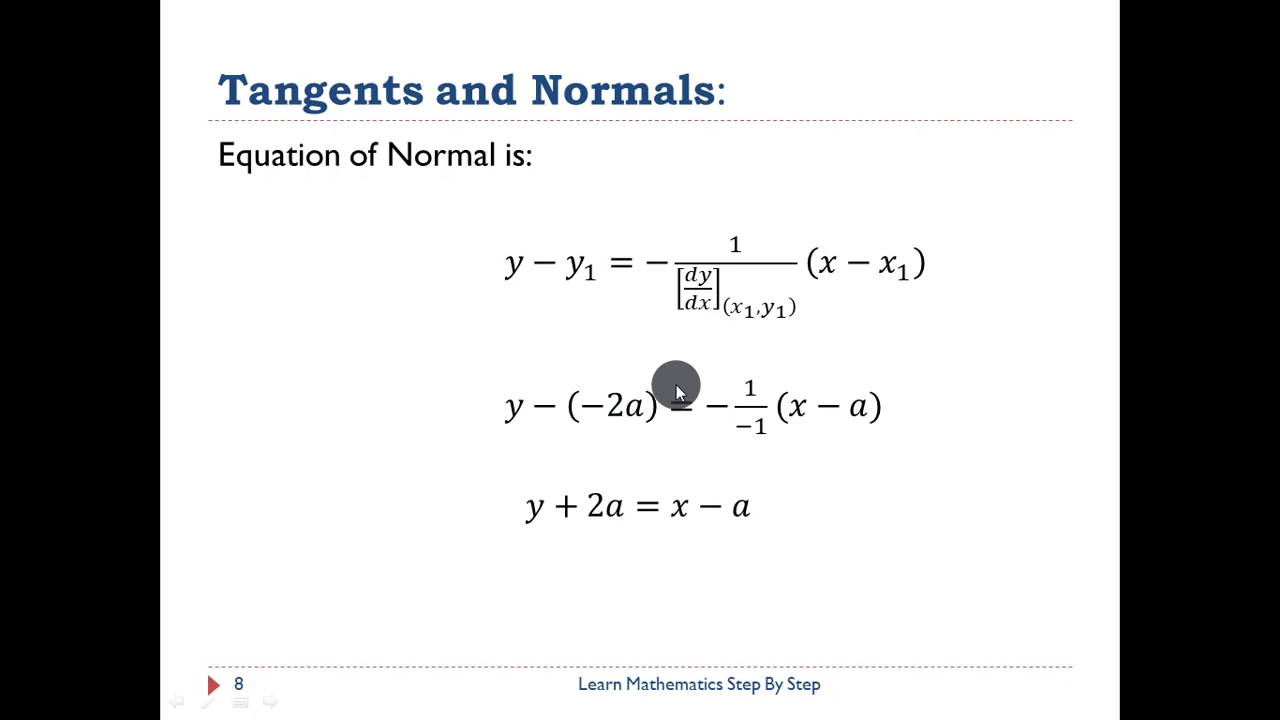 Tangents and Normals:
Equation of Normal is:
y − y₁ = − 1/[dy/dx]₍ₓ₁,y₁₎ (x − x₁)
y − (−2a) = − 1/−1 (x − a)
y + 2a = x − a
8
Learn Mathematics Step By Step